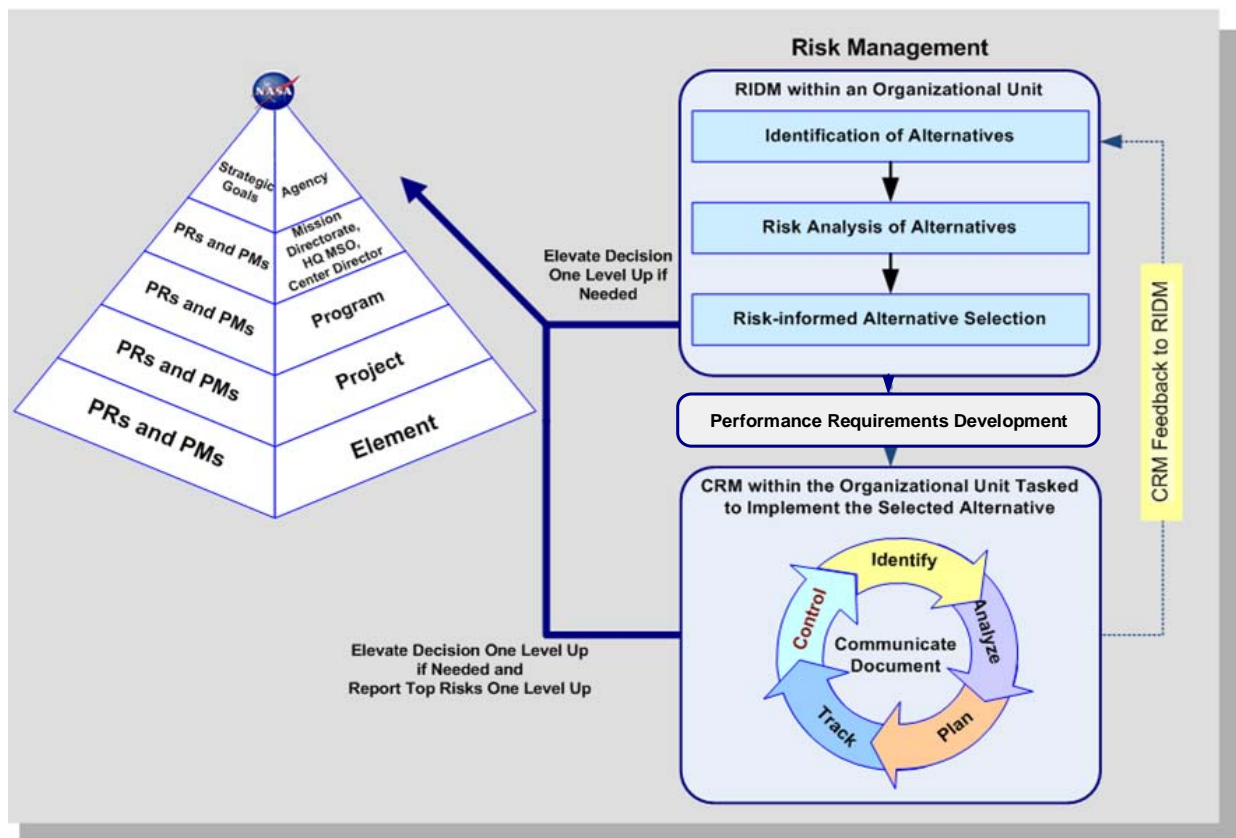 Risk Management
NASA
Strategic
Goals
Agency
PRs and PMs
Mission
Directorate,
HQ MSO,
Center Director
PRs and PMs
Program
PRs and PMs
Project
PRs and PMs
Element
Elevate Decision
One Level Up if
Needed
Elevate Decision One Level Up
if Needed and
Report Top Risks One Level Up
RIDM within an Organizational Unit
Identification of Alternatives
Risk Analysis of Alternatives
Risk-informed Alternative Selection
Performance Requirements Development
CRM within the Organizational Unit Tasked
to Implement the Selected Alternative
Identify
Analyze
Plan
Track
Control
Communicate
Document
CRM Feedback to RIDM